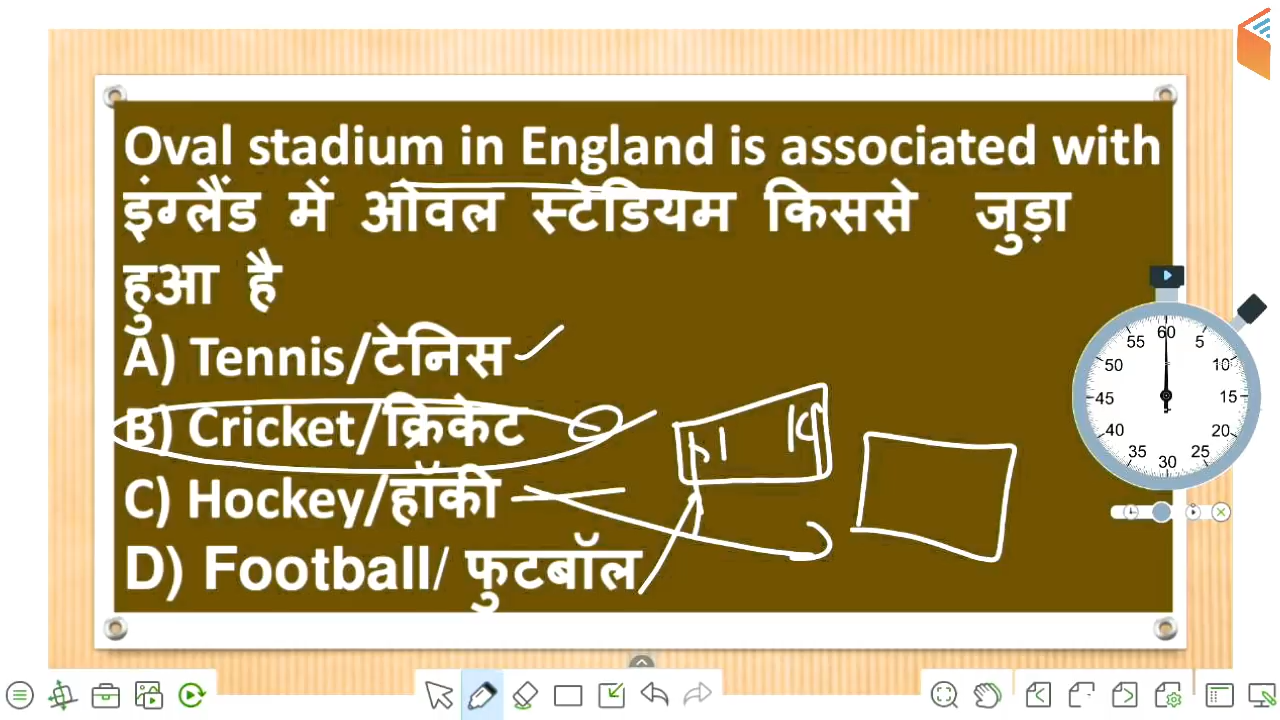 Oval stadium in England is associated with
इंग्लैंड में ओवल स्टेडियम किससे जुड़ा
हुआ है
A) Tennis/टेनिस
B) Cricket/क्रिकेट
C) Hockey/हॉकी
D) Football/ फुटबॉल
60
55 5
50 10
45 15
40 20
35 25
30